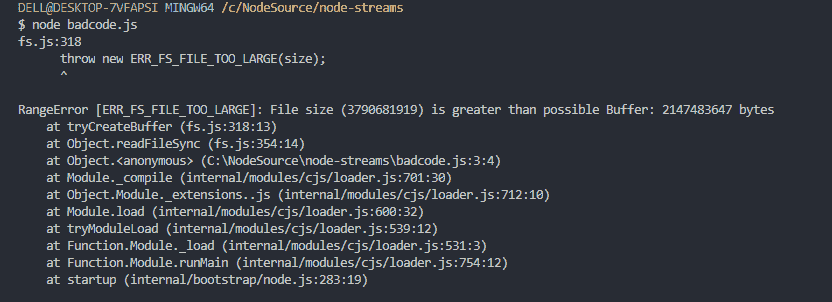 DELL@DESKTOP-7VFAPSI MINGW64 /c/NodeSource/node-streams
$ node badcode.js
fs.js:318
      throw new ERR_FS_FILE_TOO_LARGE(size);
      ^

RangeError [ERR_FS_FILE_TOO_LARGE]: File size (3790681919) is greater than possible Buffer: 2147483647 bytes
    at tryCreateBuffer (fs.js:318:13)
    at Object.readFileSync (fs.js:354:14)
    at Object.<anonymous> (C:\NodeSource\node-streams\badcode.js:3:4)
    at Module._compile (internal/modules/cjs/loader.js:701:30)
    at Object.Module._extensions..js (internal/modules/cjs/loader.js:712:10)
    at Module.load (internal/modules/cjs/loader.js:600:32)
    at tryModuleLoad (internal/modules/cjs/loader.js:539:12)
    at Function.Module._load (internal/modules/cjs/loader.js:531:3)
    at Function.Module.runMain (internal/modules/cjs/loader.js:754:12)
    at startup (internal/bootstrap/node.js:283:19)